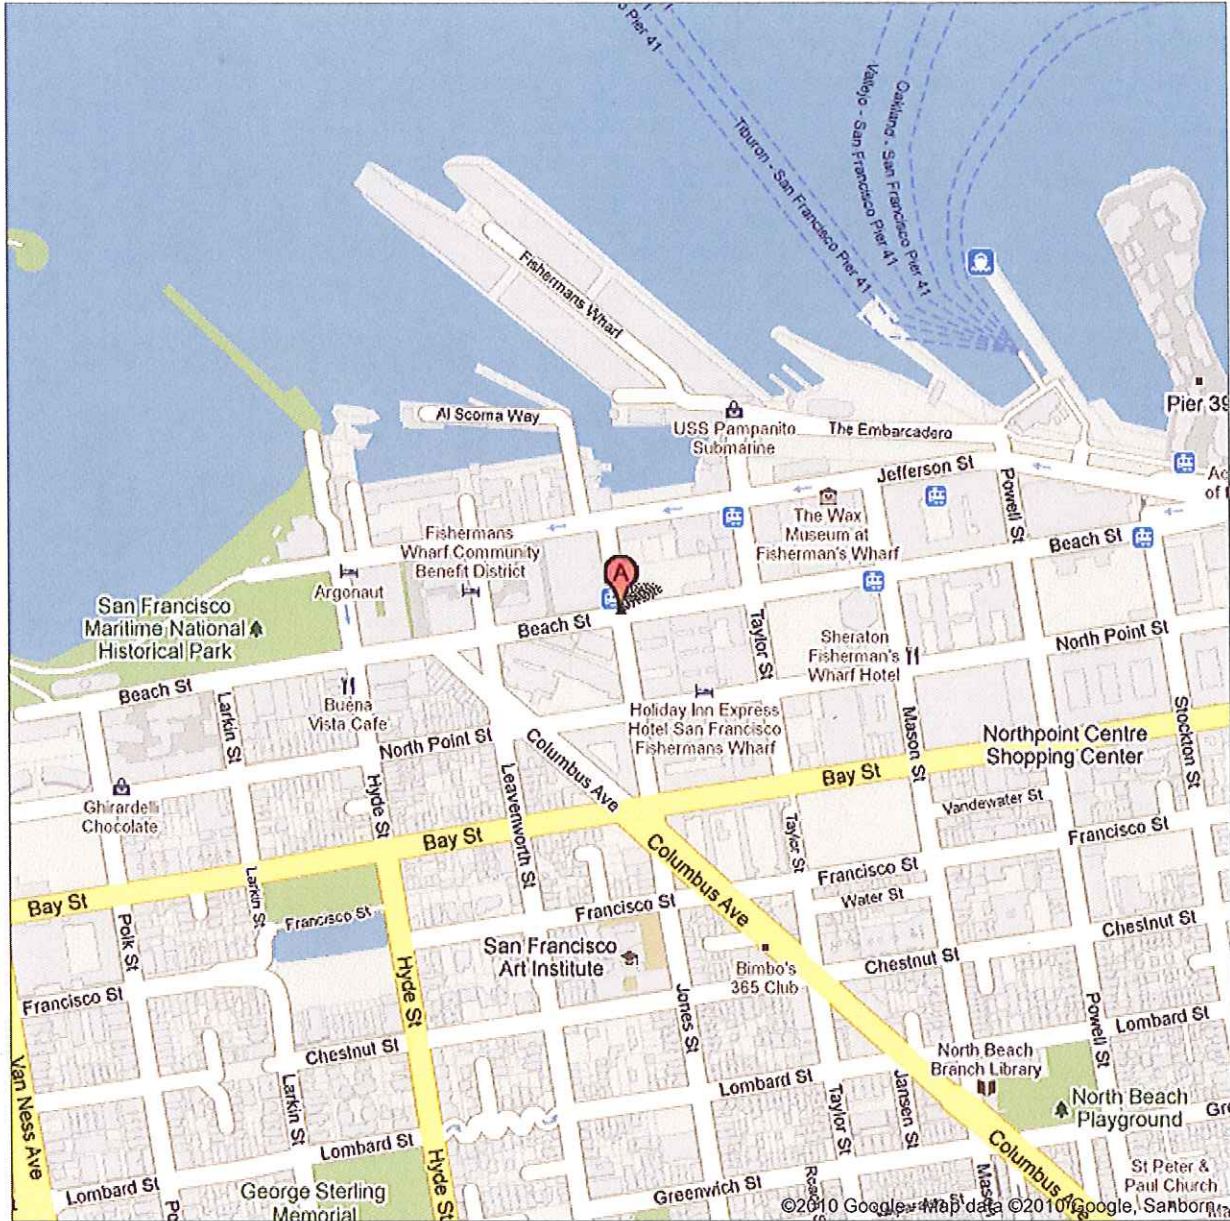 Pier 41
Tiburon - San Francisco Pier 41
Vallejo - San Francisco Pier 41
Oakland - San Francisco Pier 41
Fishermans Wharf
Pier 39
Al Scoma Way
USS Pampanito
Submarine
The Embarcadero
Jefferson St
Powell St
The Wax
Museum at
Fisherman's Wharf
Beach St
Fishermans
Wharf Community
Benefit District
Argonaut
A
San Francisco
Maritime National
Historical Park
Beach St
Taylor St
Sheraton
Fisherman's
Wharf Hotel
North Point St
Beach St
Larkin St
Buena
Vista Cafe
North Point St
Holiday Inn Express
Hotel San Francisco
Fishermans Wharf
Mason St
Stockton St
Northpoint Centre
Shopping Center
Columbus Ave
Bay St
Ghirardelli
Chocolate
Hyde St
Leavenworth St
Vandewater St
Bay St
Taylor St
Francisco St
Columbus Ave
Francisco St
Water St
Larkin St
Bay St
Polk St
Francisco St
Francisco St
Chestnut St
San Francisco
Art Institute
Bimbo's
365 Club
Chestnut St
Hyde St
Francisco St
Jones St
Powell St
Lombard St
Chestnut St
Van Ness Ave
North Beach
Branch Library
Lombard St
Larkin St
Taylor St
Jansen St
North Beach
Playground
Lombard St
Hyde St
Columbus Ave
St Peter &
Paul Church
Lombard St
George Sterling
Memorial
Greenwich St
©2010 Google - Map data ©2010 Google, Sanborn